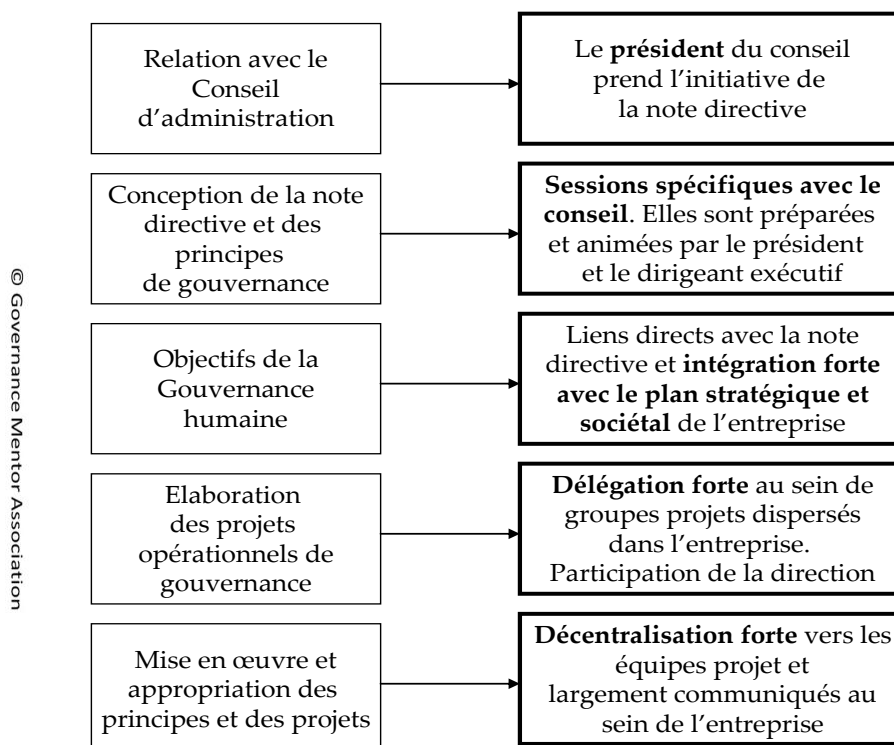 Relation avec le
Conseil
d'administration
Le président du conseil
prend l'initiative de
la note directive
Conception de la note
directive et des
principes
de gouvernance
Sessions spécifiques avec le
conseil. Elles sont préparées
et animées par le président
et le dirigeant exécutif
Objectifs de la
Gouvernance
humaine
Liens directs avec la note
directive et intégration forte
avec le plan stratégique et
sociétal de l'entreprise
Elaboration
des projets
opérationnels de
gouvernance
Délégation forte au sein de
groupes projets dispersés
dans l'entreprise.
Participation de la direction
Mise en œuvre et
appropriation des
principes et des projets
Décentralisation forte vers les
équipes projet et
largement communiqués au
sein de l'entreprise
© Governance Mentor Association